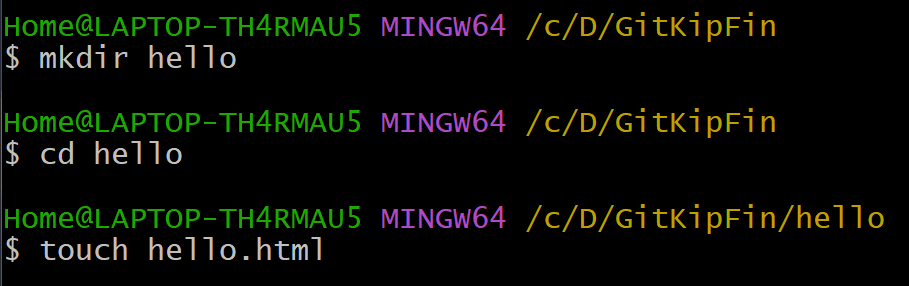 Home@LAPTOP-TH4RMAU5 MINGW64 /c/D/GitKipFin
$ mkdir hello
Home@LAPTOP-TH4RMAU5 MINGW64 /c/D/GitKipFin
$ cd hello
Home@LAPTOP-TH4RMAU5 MINGW64 /c/D/GitKipFin/hello
$ touch hello.html